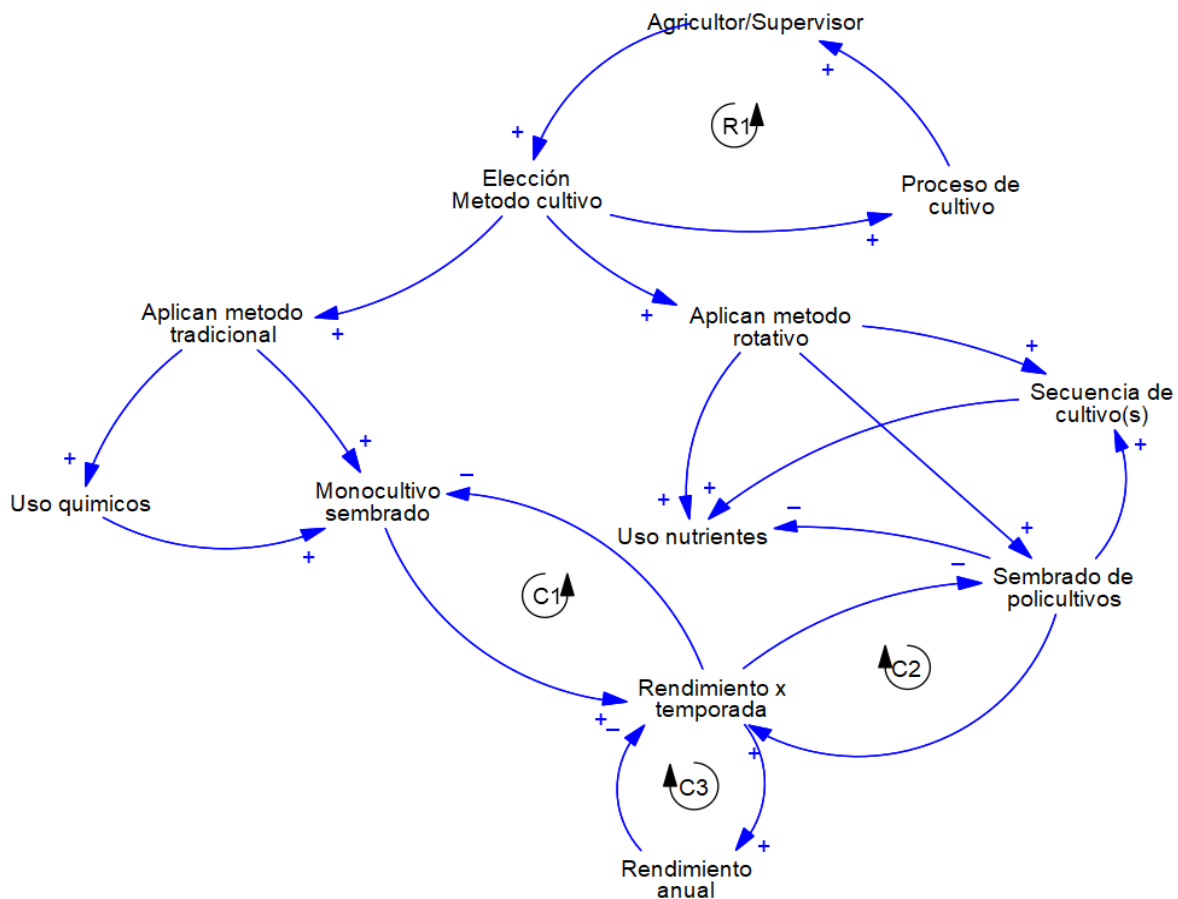 Agricultor/Supervisor
+
+
R1
Elección
Metodo cultivo
Proceso de
cultivo
+
Aplican metodo
tradicional
+
Aplican metodo
rotativo
+
+
Secuencia de
cultivo(s)
+
+
+
–
Uso quimicos
Monocultivo
sembrado
+
+
+
–
+
Uso nutrientes
–
Sembrado de
policultivos
C1
C2
Rendimiento x
temporada
+
–
+
C3
+
Rendimiento
anual